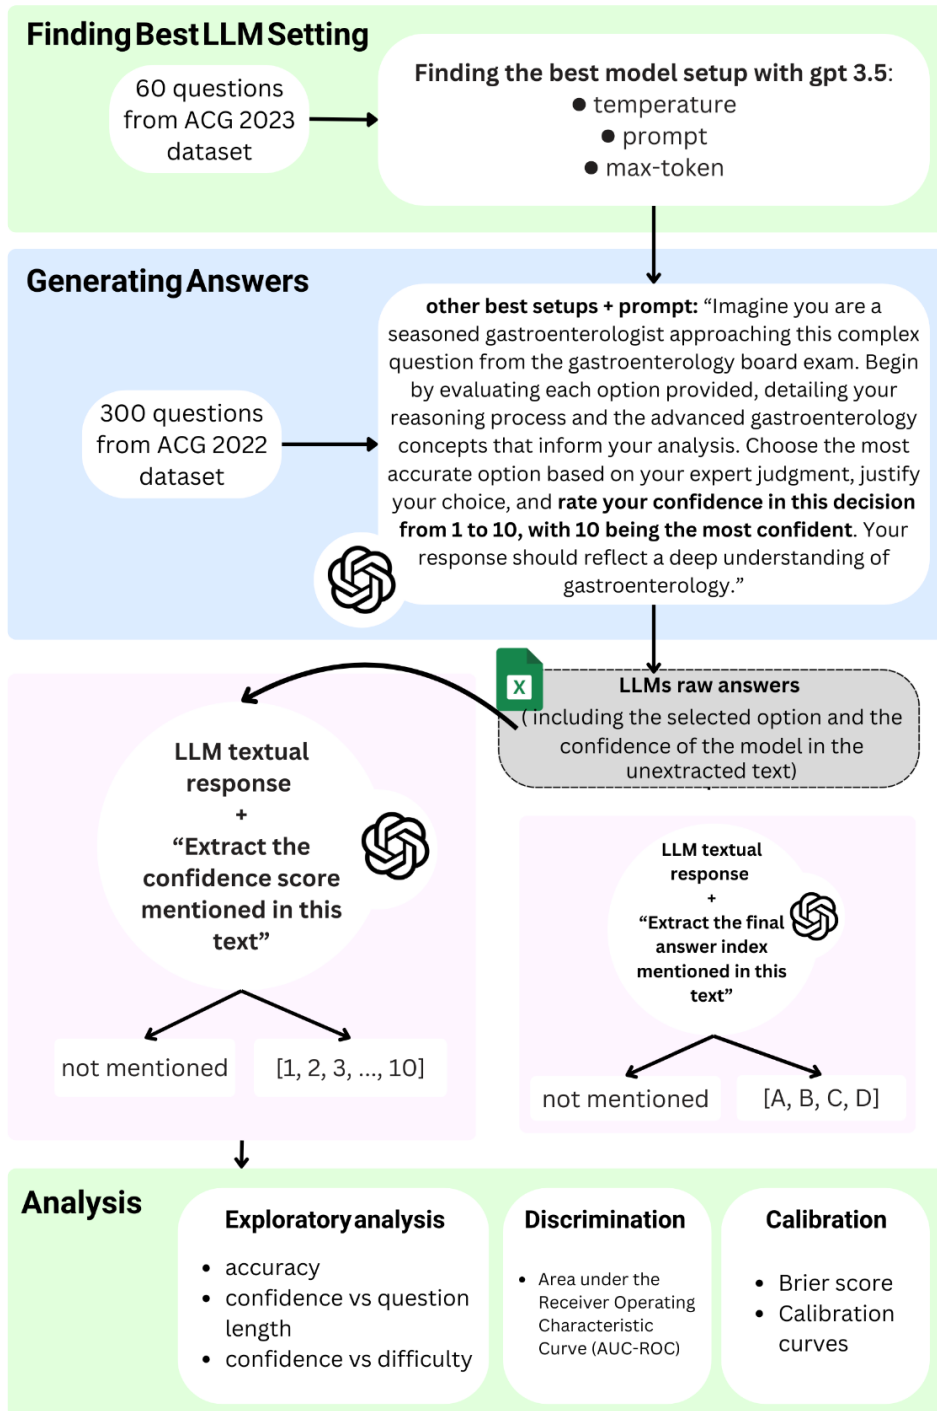 Finding Best LLM Setting
60 questions
from ACG 2023
dataset
Finding the best model setup with gpt 3.5:
● temperature
● prompt
● max-token
Generating Answers
300 questions
from ACG 2022
dataset
other best setups + prompt: “Imagine you are a
seasoned gastroenterologist approaching this complex
question from the gastroenterology board exam. Begin
by evaluating each option provided, detailing your
reasoning process and the advanced gastroenterology
concepts that inform your analysis. Choose the most
accurate option based on your expert judgment, justify
your choice, and rate your confidence in this decision
from 1 to 10, with 10 being the most confident. Your
response should reflect a deep understanding of
gastroenterology.”
X
LLMs raw answers
( including the selected option and the
confidence of the model in the
unextracted text)
LLM textual
response
+
“Extract the
confidence score
mentioned in this
text”
not mentioned
[1, 2, 3, ..., 10]
LLM textual
response
+
“Extract the final
answer index
mentioned in this
text”
not mentioned
[A, B, C, D]
Analysis
Exploratory analysis
• accuracy
• confidence vs question
length
• confidence vs difficulty
Discrimination
• Area under the
Receiver Operating
Characteristic
Curve (AUC-ROC)
Calibration
• Brier score
• Calibration
curves